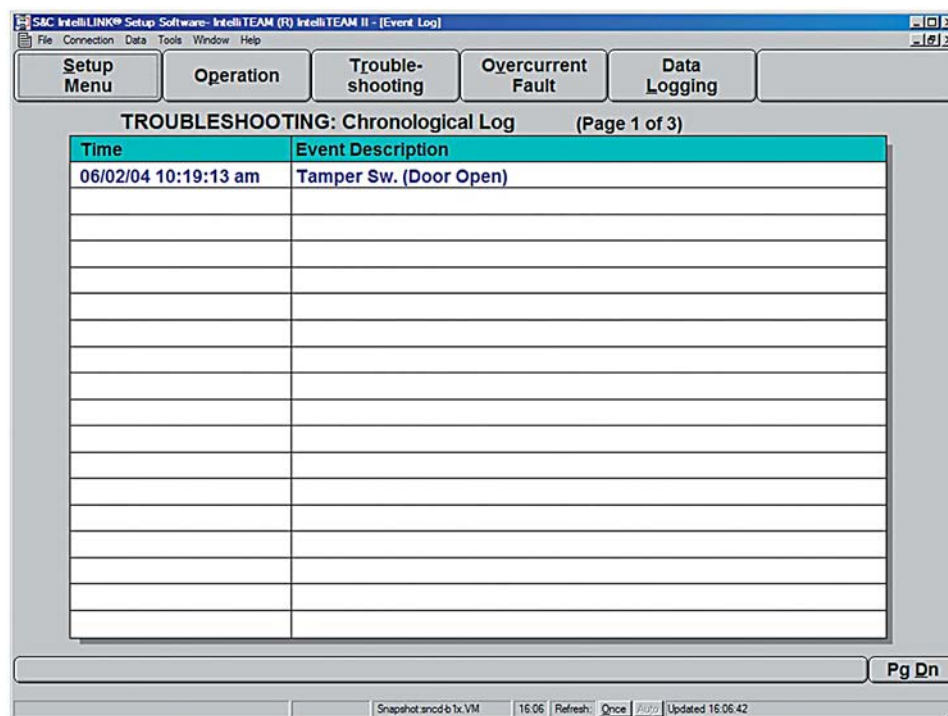 S&C IntelliLINK® Setup Software- IntelliTEAM (R) IntelliTEAM II - [Event Log]
File Connection Data Tools Window Help
Setup Menu
Operation
Trouble-shooting
Overcurrent Fault
Data Logging
TROUBLESHOOTING: Chronological Log (Page 1 of 3)
Time Event Description
06/02/04 10:19:13 am Tamper Sw. (Door Open)
Pg Dn
Snapshot:sncd-b1x.VM 16:06 Refresh: Once Auto Updated 16:06:42